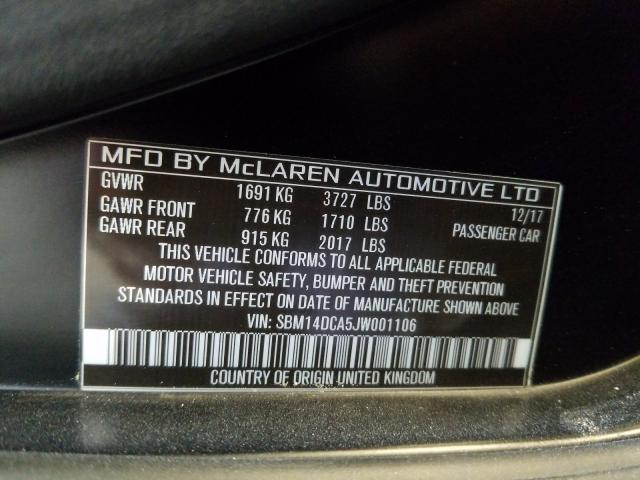 MFD BY McLAREN AUTOMOTIVE LTD
GVWR 1691 KG 3727 LBS 12/17
GAWR FRONT 776 KG 1710 LBS PASSENGER CAR
GAWR REAR 915 KG 2017 LBS
THIS VEHICLE CONFORMS TO ALL APPLICABLE FEDERAL
MOTOR VEHICLE SAFETY, BUMPER AND THEFT PREVENTION
STANDARDS IN EFFECT ON DATE OF MANUFACTURE SHOWN ABOVE
VIN: SBM14DCA5JW001106
COUNTRY OF ORIGIN UNITED KINGDOM